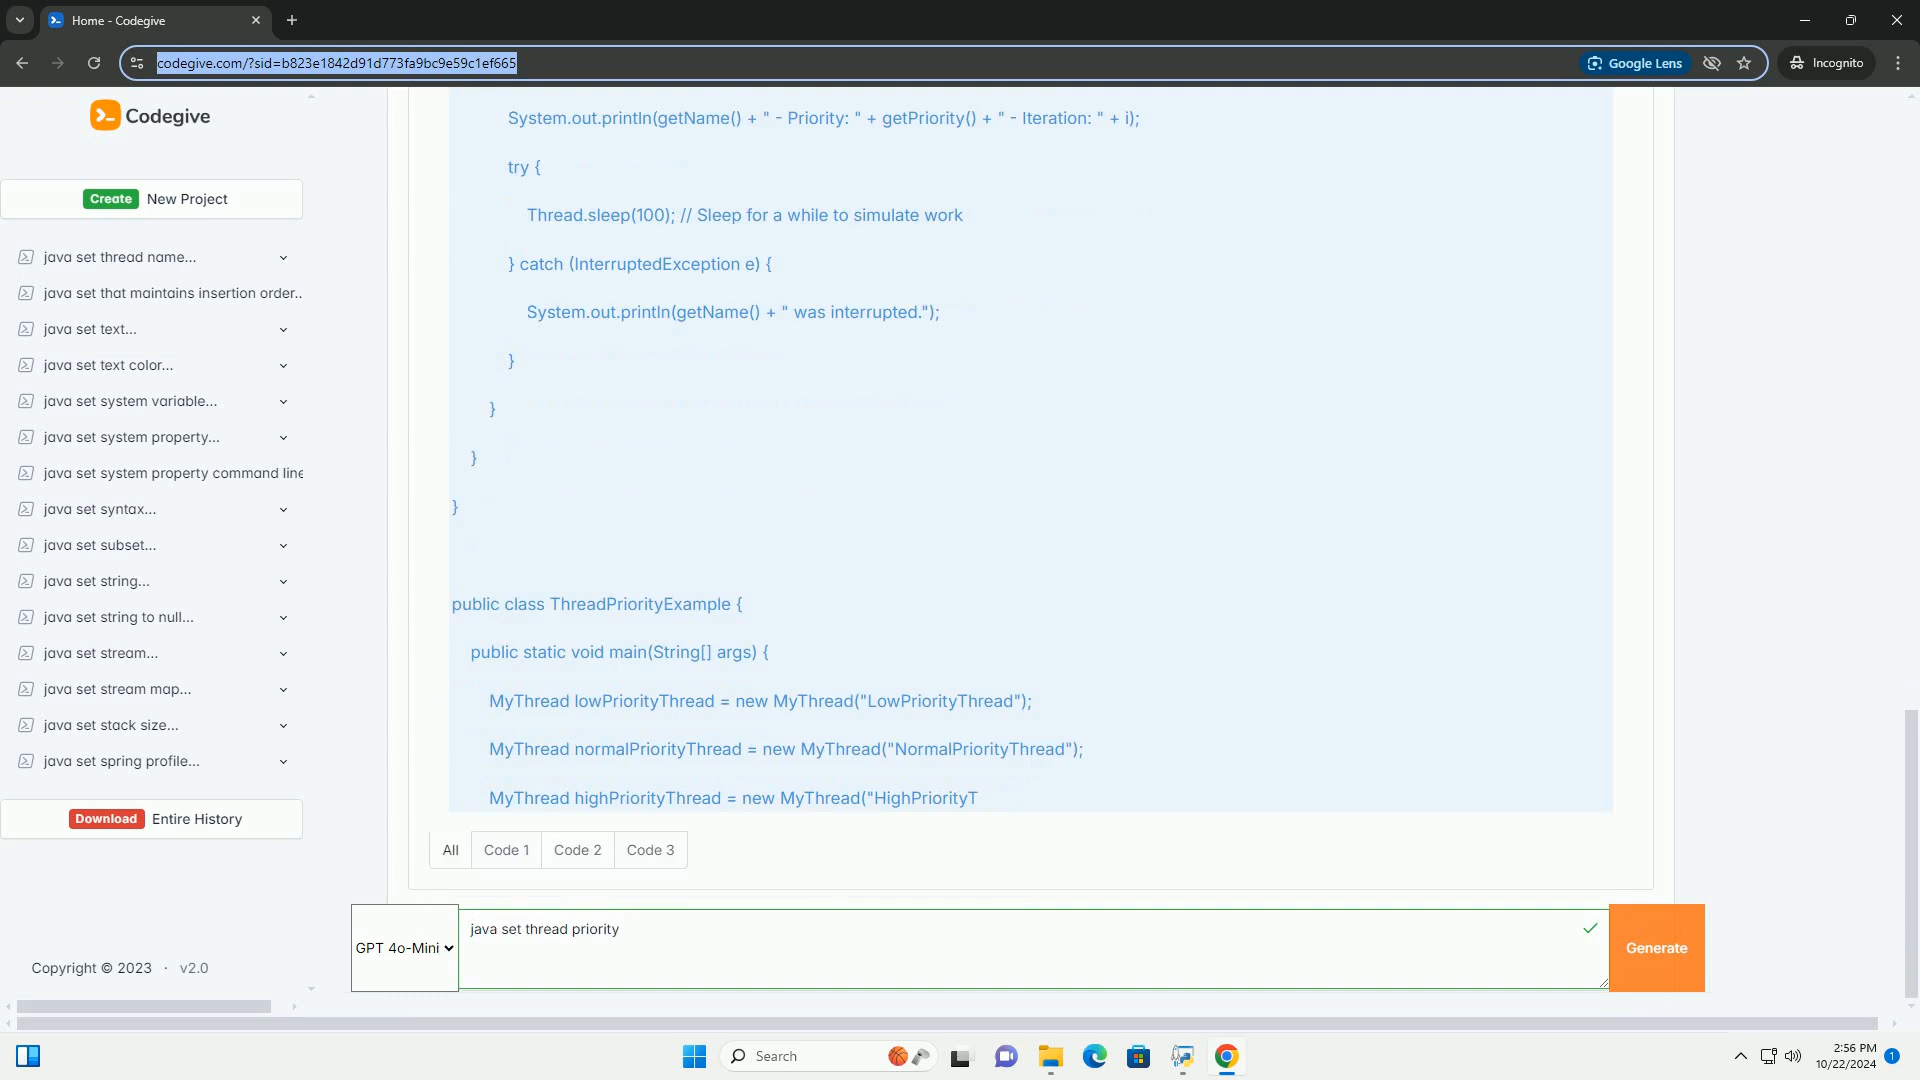 Home - Codegive
codegive.com/?sid=b823e1842d91d773fa9bc9e59c1ef665
Google Lens
Incognito
Codegive
Create New Project
java set thread name...
java set that maintains insertion order..
java set text...
java set text color...
java set system variable...
java set system property...
java set system property command line
java set syntax...
java set subset...
java set string...
java set string to null...
java set stream...
java set stream map...
java set stack size...
java set spring profile...
Download Entire History
Copyright © 2023 · v2.0
System.out.println(getName() + " - Priority: " + getPriority() + " - Iteration: " + i);
try {
Thread.sleep(100); // Sleep for a while to simulate work
} catch (InterruptedException e) {
System.out.println(getName() + " was interrupted.");
}
}
}
}
public class ThreadPriorityExample {
public static void main(String[] args) {
MyThread lowPriorityThread = new MyThread("LowPriorityThread");
MyThread normalPriorityThread = new MyThread("NormalPriorityThread");
MyThread highPriorityThread = new MyThread("HighPriorityT
All Code 1 Code 2 Code 3
GPT 4o-Mini
java set thread priority
Generate
Search
2:56 PM
10/22/2024
1